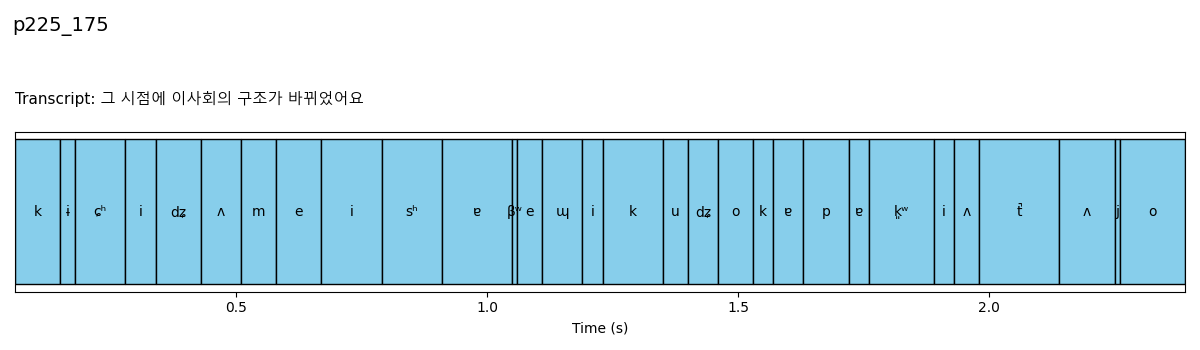 p225_175
Transcript: 그 시점에 이사회의 구조가 바뀌었어요
k ɨ ɕʰ i dʑ ʌ m e i sʰ ɐ βʷ e ɰ i k u dʑ o k ɐ p ɐ k͈ʷ i ʌ t̚ ʌ j o
0.5 1.0 1.5 2.0
Time (s)